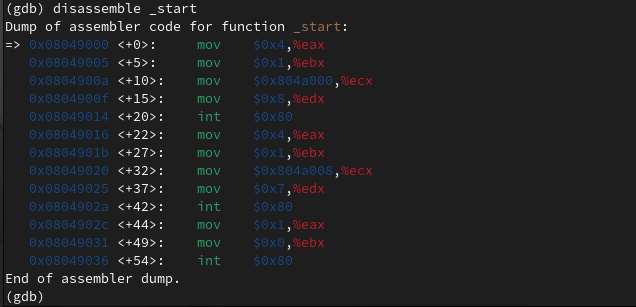 (gdb) disassemble _start
Dump of assembler code for function _start:
=> 0x08049000 <+0>:     mov    $0x4,%eax
   0x08049005 <+5>:     mov    $0x1,%ebx
   0x0804900a <+10>:    mov    $0x804a000,%ecx
   0x0804900f <+15>:    mov    $0x8,%edx
   0x08049014 <+20>:    int    $0x80
   0x08049016 <+22>:    mov    $0x4,%eax
   0x0804901b <+27>:    mov    $0x1,%ebx
   0x08049020 <+32>:    mov    $0x804a008,%ecx
   0x08049025 <+37>:    mov    $0x7,%edx
   0x0804902a <+42>:    int    $0x80
   0x0804902c <+44>:    mov    $0x1,%eax
   0x08049031 <+49>:    mov    $0x0,%ebx
   0x08049036 <+54>:    int    $0x80
End of assembler dump.
(gdb)